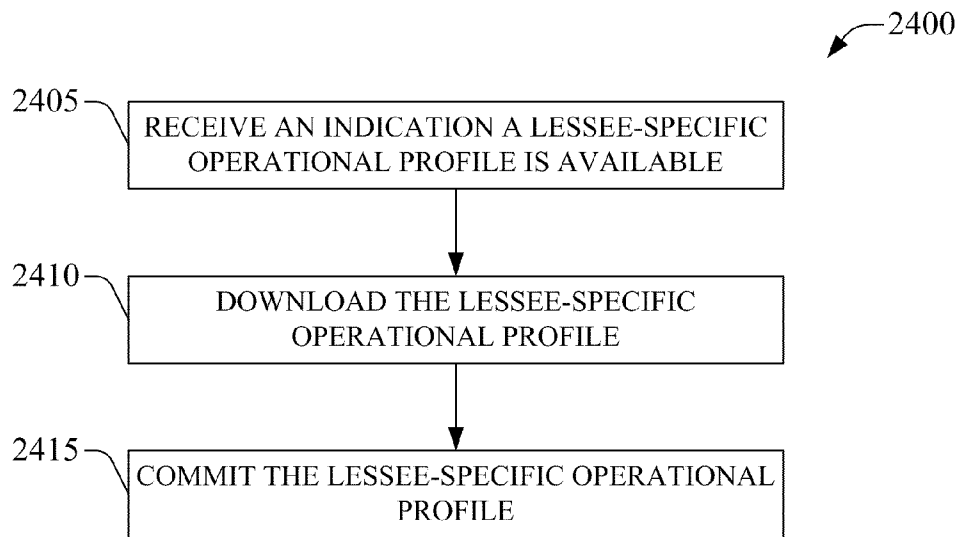 2400
2405
RECEIVE AN INDICATION A LESSEE-SPECIFIC
OPERATIONAL PROFILE IS AVAILABLE
2410
DOWNLOAD THE LESSEE-SPECIFIC
OPERATIONAL PROFILE
2415
COMMIT THE LESSEE-SPECIFIC OPERATIONAL
PROFILE